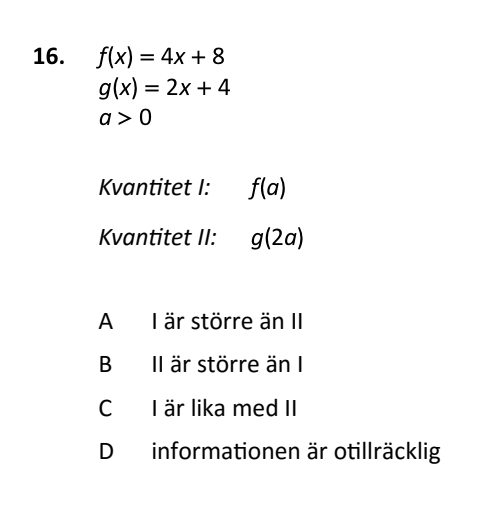 16. f(x) = 4x + 8
g(x) = 2x + 4
a > 0
Kvantitet I: f(a)
Kvantitet II: g(2a)
A I är större än II
B II är större än I
C I är lika med II
D informationen är otillräcklig